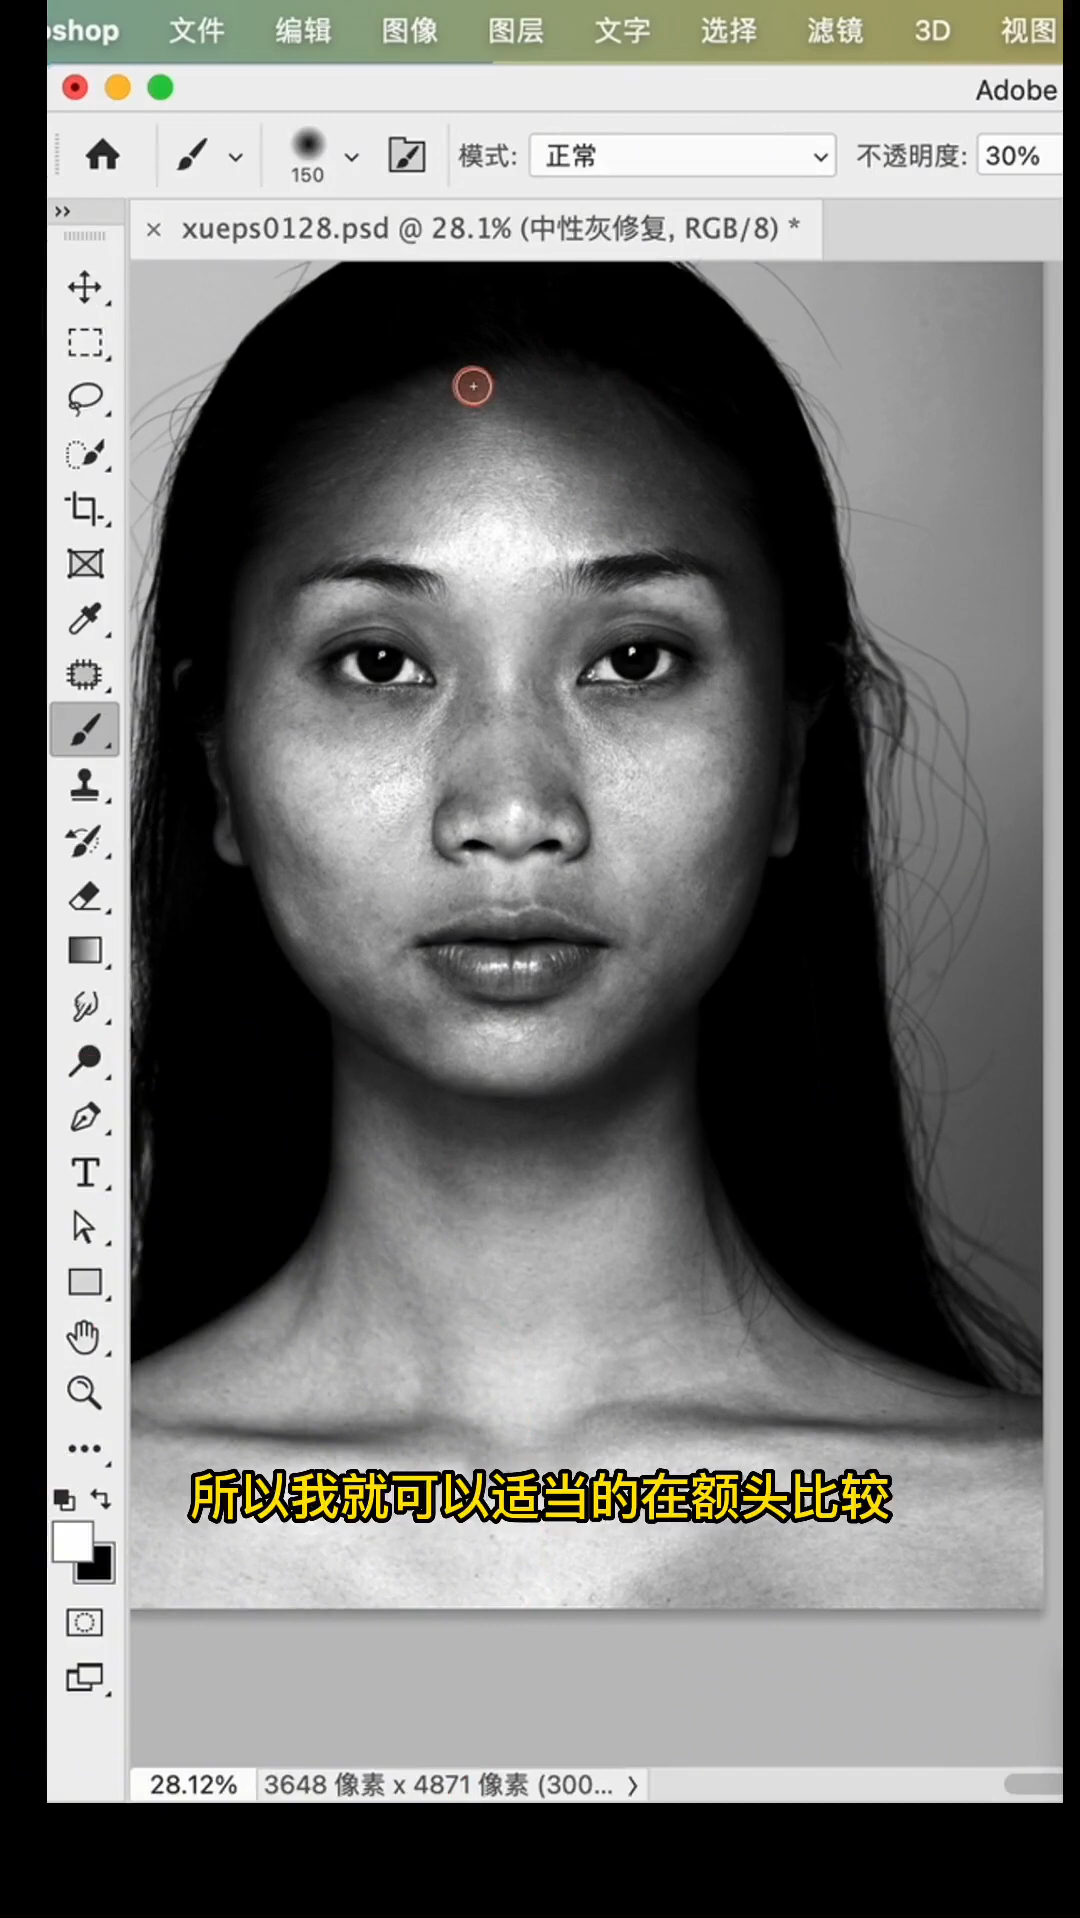 oshop 文件 编辑 图像 图层 文字 选择 滤镜 3D 视图
Adobe
150 模式: 正常 不透明度: 30%
xueps0128.psd @ 28.1% (中性灰修复, RGB/8) *
所以我就可以适当的在额头比较
28.12% 3648 像素 x 4871 像素 (300...